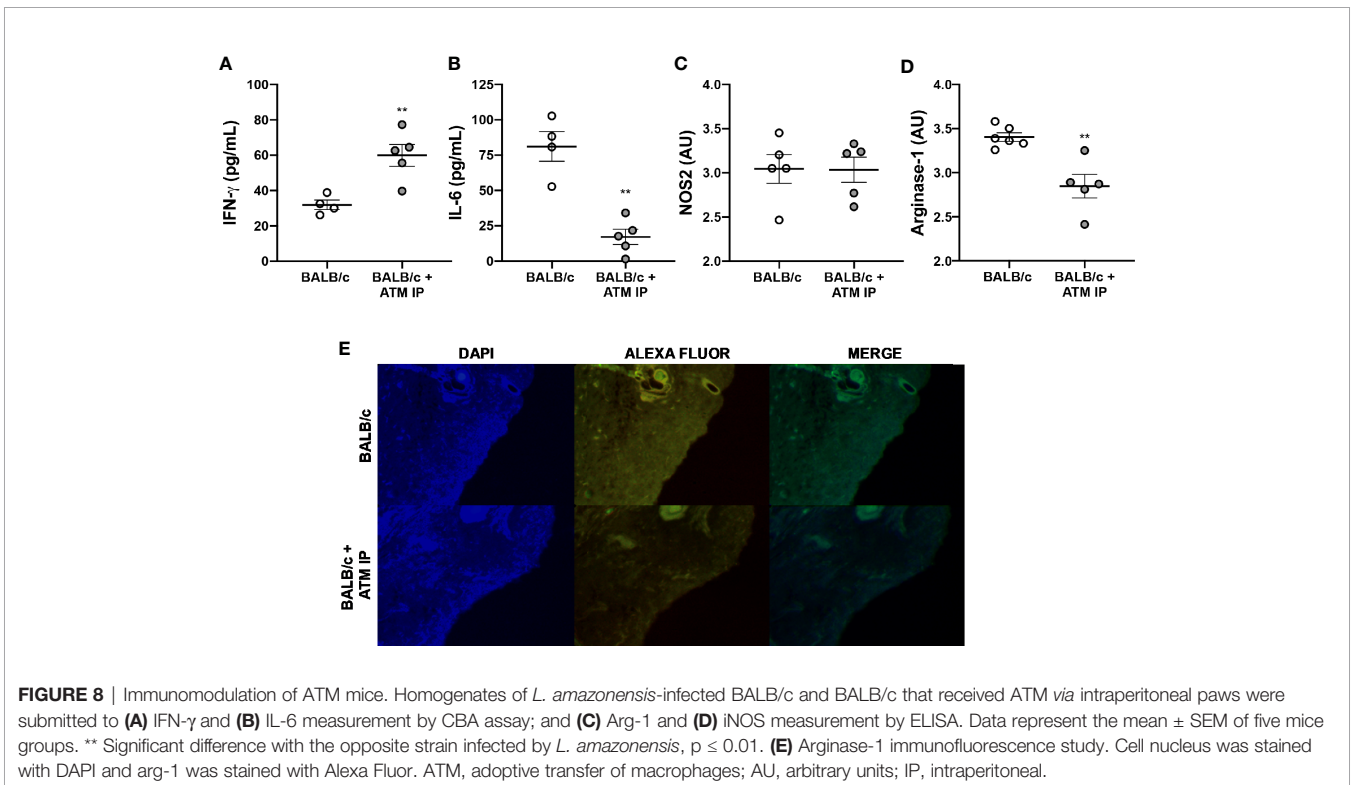 A
B
C
D
100
80
60
40
20
0
IFN-γ (pg/mL)
**
BALB/c
BALB/c +
ATM IP
125
100
75
50
25
0
IL-6 (pg/mL)
**
BALB/c
BALB/c +
ATM IP
4.0
3.5
3.0
2.5
2.0
NOS2 (AU)
BALB/c
BALB/c +
ATM IP
4.0
3.5
3.0
2.5
2.0
Arginase-1 (AU)
**
BALB/c
BALB/c +
ATM IP
E
DAPI
ALEXA FLUOR
MERGE
BALB/c
BALB/c +
ATM IP
FIGURE 8 | Immunomodulation of ATM mice. Homogenates of L. amazonensis-infected BALB/c and BALB/c that received ATM via intraperitoneal paws were
submitted to (A) IFN-γ and (B) IL-6 measurement by CBA assay; and (C) Arg-1 and (D) iNOS measurement by ELISA. Data represent the mean ± SEM of five mice
groups. ** Significant difference with the opposite strain infected by L. amazonensis, p ≤ 0.01. (E) Arginase-1 immunofluorescence study. Cell nucleus was stained
with DAPI and arg-1 was stained with Alexa Fluor. ATM, adoptive transfer of macrophages; AU, arbitrary units; IP, intraperitoneal.